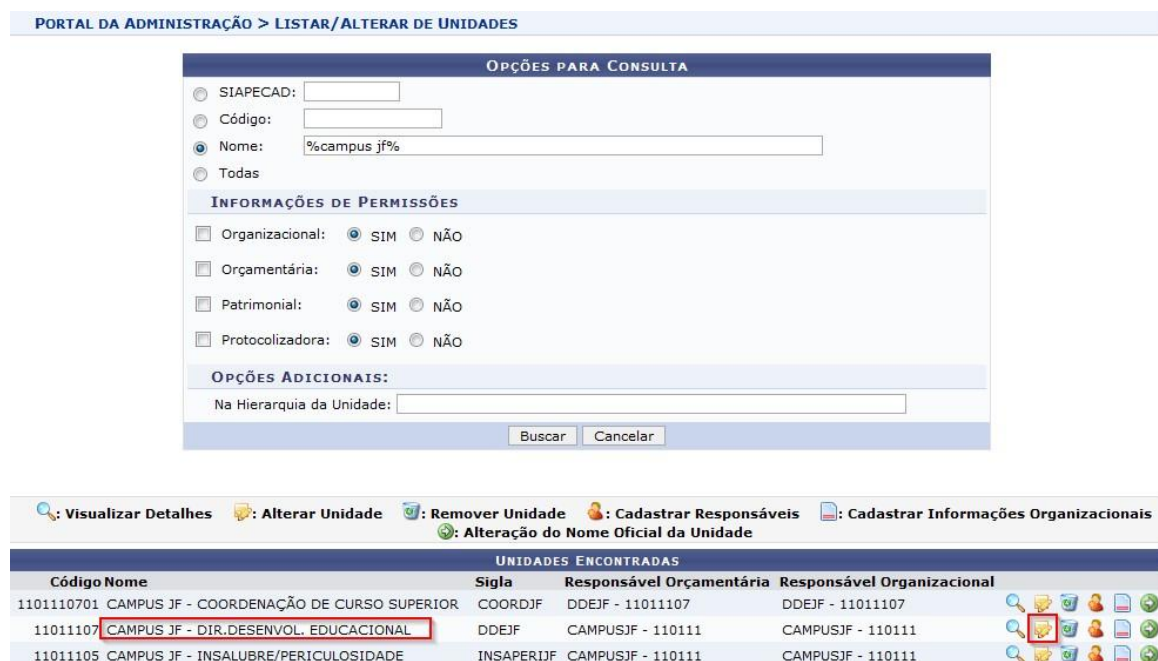 PORTAL DA ADMINISTRAÇÃO > LISTAR/ALTERAR DE UNIDADES
OPÇÕES PARA CONSULTA
SIAPECAD:
Código:
Nome: %campus jf%
Todas
INFORMAÇÕES DE PERMISSÕES
Organizacional: SIM NÃO
Orçamentária: SIM NÃO
Patrimonial: SIM NÃO
Protocolizadora: SIM NÃO
OPÇÕES ADICIONAIS:
Na Hierarquia da Unidade:
Buscar Cancelar
: Visualizar Detalhes : Alterar Unidade : Remover Unidade : Cadastrar Responsáveis : Cadastrar Informações Organizacionais
: Alteração do Nome Oficial da Unidade
UNIDADES ENCONTRADAS
Código Nome Sigla Responsável Orçamentária Responsável Organizacional
1101110701 CAMPUS JF - COORDENAÇÃO DE CURSO SUPERIOR COORDJF DDEJF - 11011107 DDEJF - 11011107
11011107 CAMPUS JF - DIR.DESENVOL. EDUCACIONAL DDEJF CAMPUSJF - 110111 CAMPUSJF - 110111
11011105 CAMPUS JF - INSALUBRE/PERICULOSIDADE INSAPERIJF CAMPUSJF - 110111 CAMPUSJF - 110111